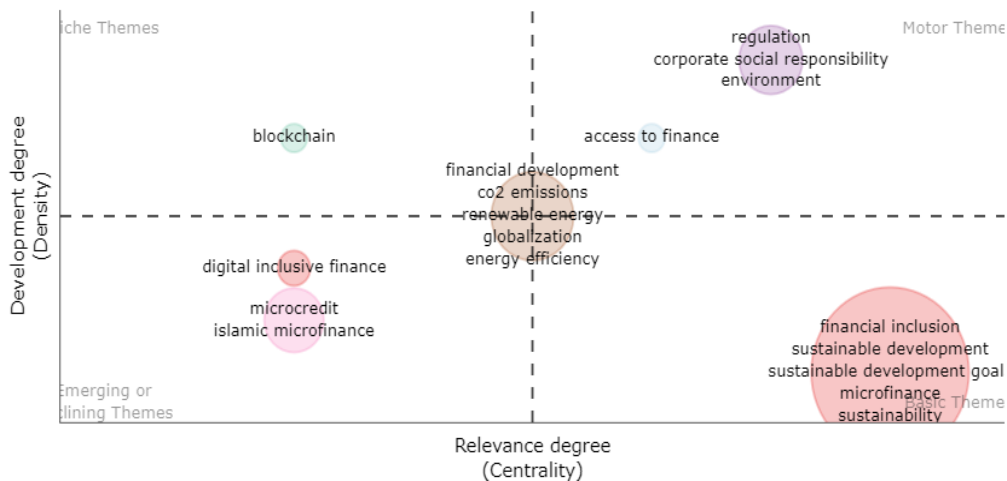 iche Themes
Motor Theme
regulation
corporate social responsibility
environment
blockchain
access to finance
financial development
co2 emissions
renewable energy
globalization
energy efficiency
digital inclusive finance
microcredit
islamic microfinance
financial inclusion
sustainable development
sustainable development goal
microfinance
sustainability
Emerging or
clining Themes
Basic Theme
Development degree
(Density)
Relevance degree
(Centrality)